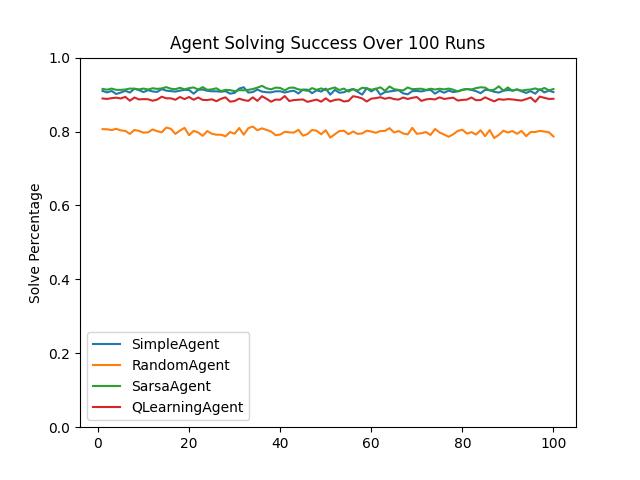 Agent Solving Success Over 100 Runs
Solve Percentage
1.0
0.8
0.6
0.4
0.2
0.0
SimpleAgent
RandomAgent
SarsaAgent
QLearningAgent
0 20 40 60 80 100